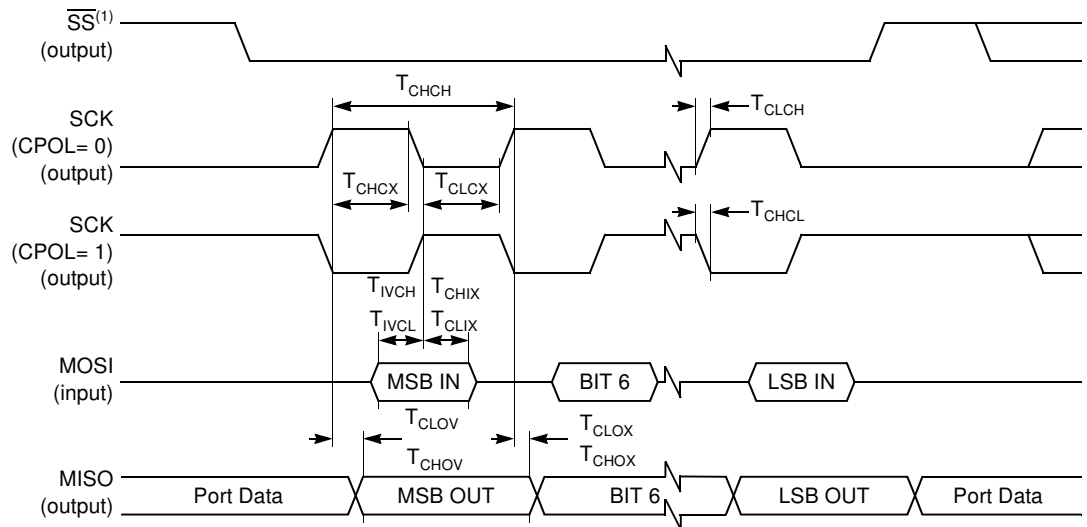 SS(1)
(output)
TCHCH
TCLCH
SCK
(CPOL= 0)
(output)
TCHCX TCLCX
TCHCL
SCK
(CPOL= 1)
(output)
TIVCH TCHIX
TIVCL TCLIX
MOSI
(input)
MSB IN BIT 6 LSB IN
TCLOV TCLOX
TCHOV TCHOX
MISO
(output)
Port Data MSB OUT BIT 6 LSB OUT Port Data